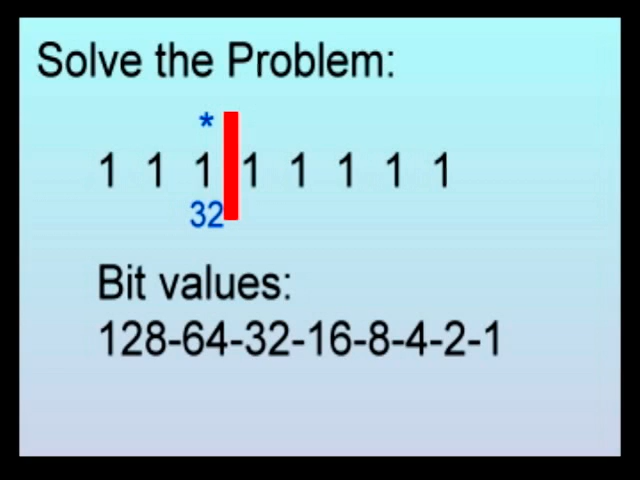 Solve the Problem:
*
1 1 1 1 1 1 1 1
32
Bit values:
128-64-32-16-8-4-2-1